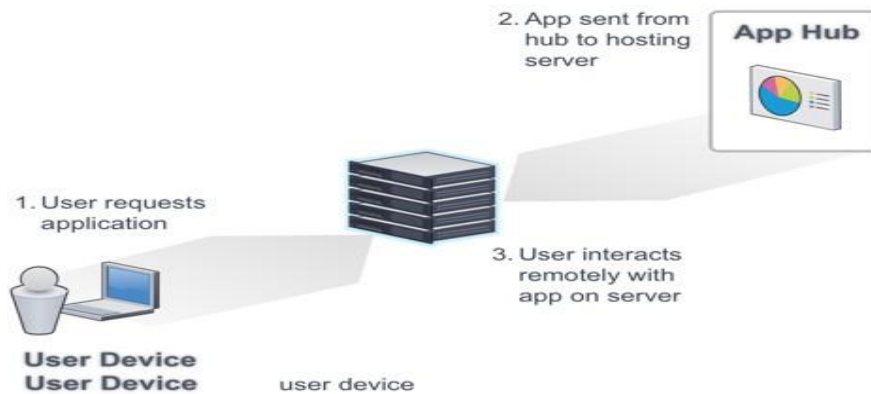 2. App sent from
hub to hosting
server
App Hub
1. User requests
application
3. User interacts
remotely with
app on server
User Device
User Device
user device